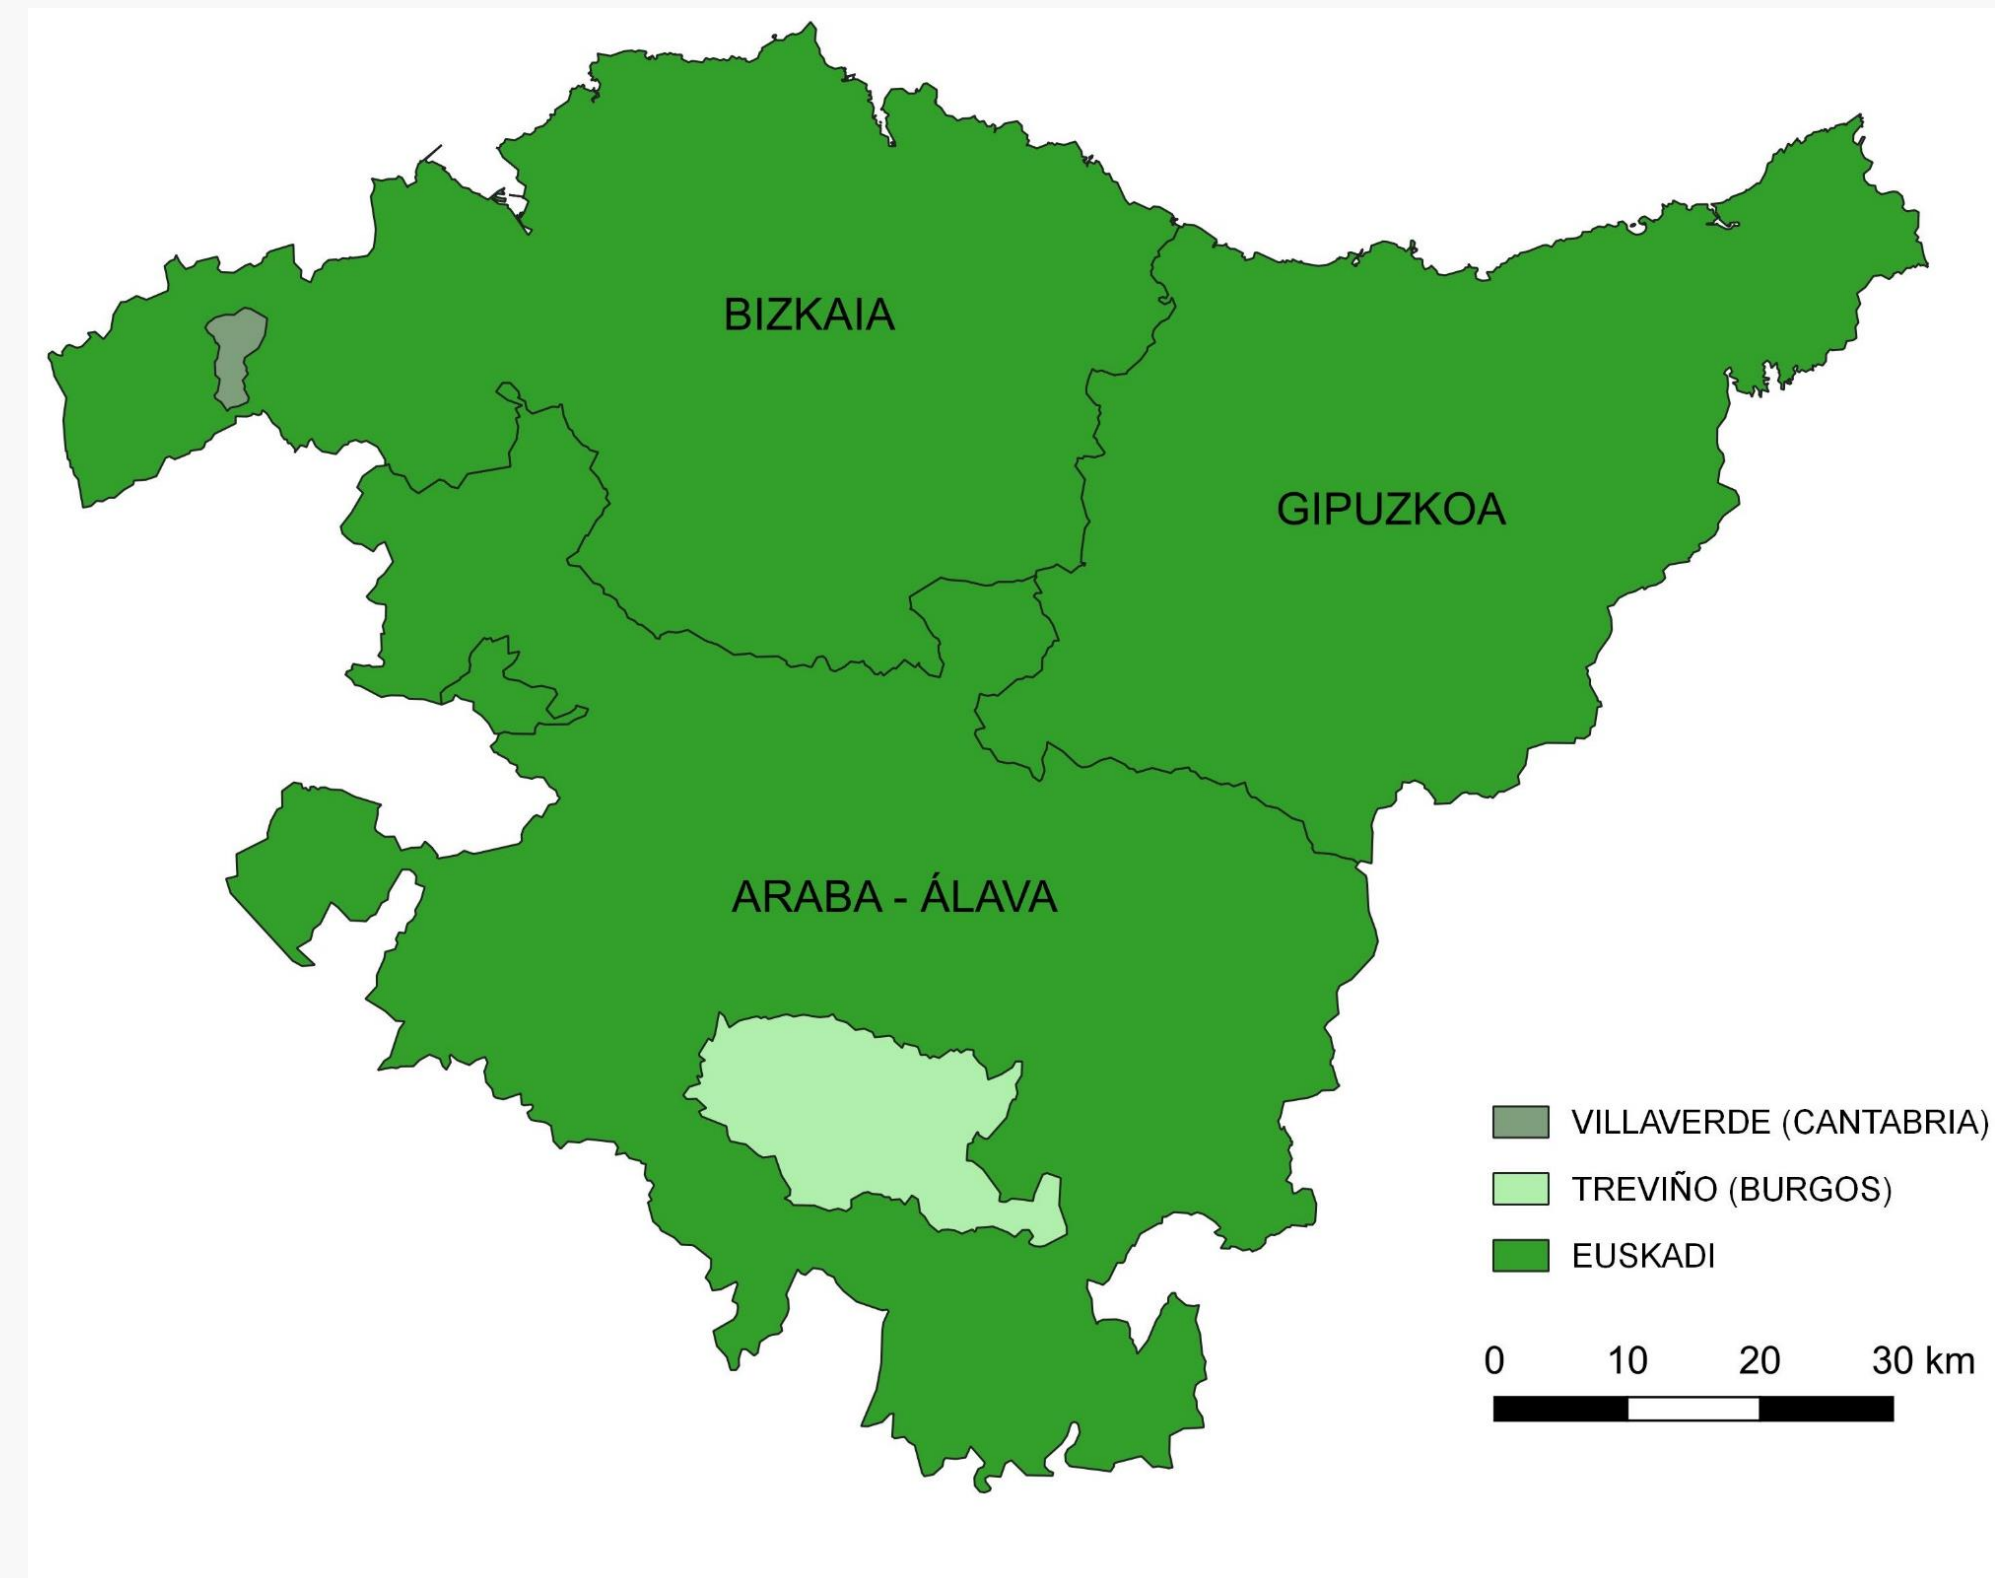 BIZKAIA
GIPUZKOA
ARABA - ÁLAVA
VILLAVERDE (CANTABRIA)
TREVIÑO (BURGOS)
EUSKADI
0 10 20 30 km